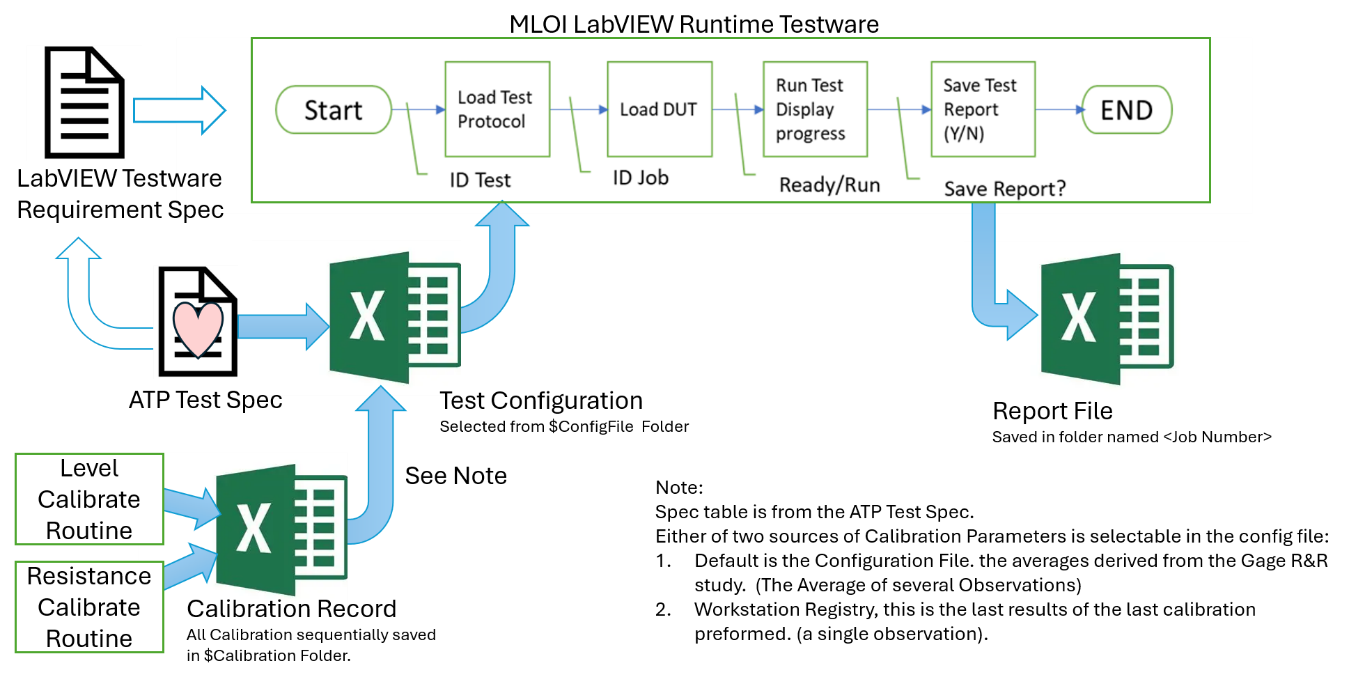 MLOI LabVIEW Runtime Testware
Start
Load Test
Protocol
Load DUT
Run Test
Display
progress
Save Test
Report
(Y/N)
END
ID Test
ID Job
Ready/Run
Save Report?
LabVIEW Testware
Requirement Spec
X
X
ATP Test Spec
Test Configuration
Selected from $ConfigFile Folder
Report File
Saved in folder named <Job Number>
Level
Calibrate
Routine
X
See Note
Resistance
Calibrate
Routine
Calibration Record
All Calibration sequentially saved
in $Calibration Folder.
Note:
Spec table is from the ATP Test Spec.
Either of two sources of Calibration Parameters is selectable in the config file:
1. Default is the Configuration File. the averages derived from the Gage R&R
study. (The Average of several Observations)
2. Workstation Registry, this is the last results of the last calibration
preformed. (a single observation).